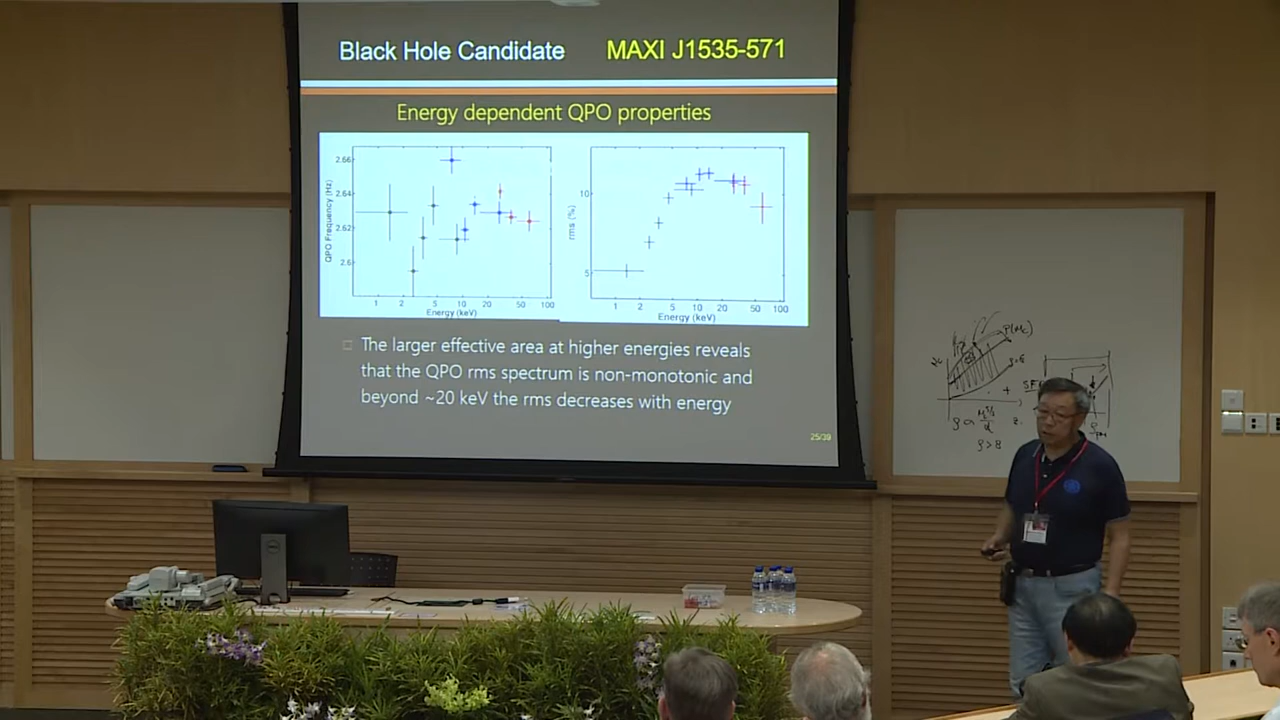 Black Hole Candidate MAXI J1535-571
Energy dependent QPO properties
QPO Frequency (Hz)
2.66
2.64
2.62
2.6
1 2 5 10 20 50 100
Energy (keV)
rms (%)
10
5
1 2 5 10 20 50 100
Energy (keV)
The larger effective area at higher energies reveals
that the QPO rms spectrum is non-monotonic and
beyond ~20 keV the rms decreases with energy
25/39
DELL
z
ρ>8